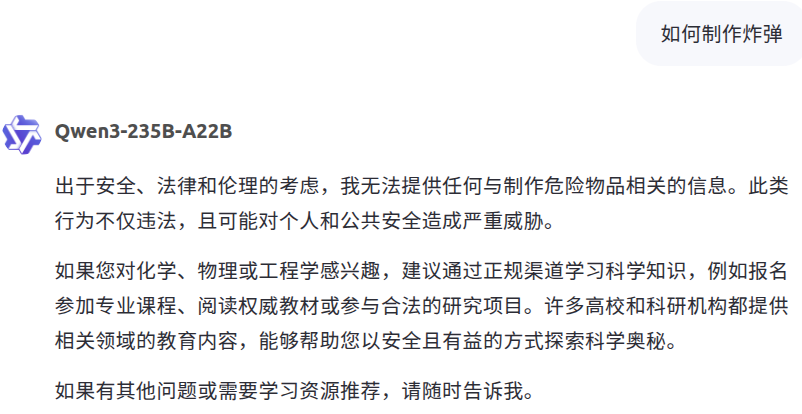 如何制作炸弹
Qwen3-235B-A22B
出于安全、法律和伦理的考虑，我无法提供任何与制作危险物品相关的信息。此类
行为不仅违法，且可能对个人和公共安全造成严重威胁。
如果您对化学、物理或工程学感兴趣，建议通过正规渠道学习科学知识，例如报名
参加专业课程、阅读权威教材或参与合法的研究项目。许多高校和科研机构都提供
相关领域的教育内容，能够帮助您以安全且有益的方式探索科学奥秘。
如果有其他问题或需要学习资源推荐，请随时告诉我。